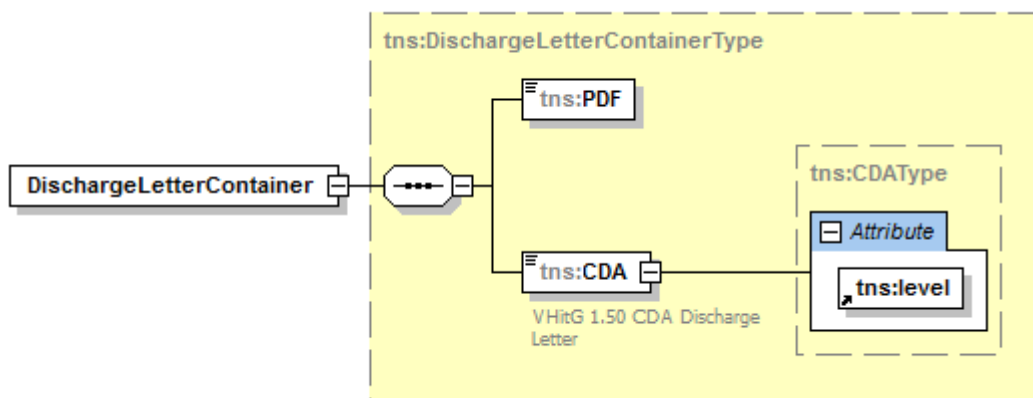 tns:DischargeLetterContainerType
tns:PDF
DischargeLetterContainer
tns:CDAType
Attribute
tns:CDA
tns:level
VHitG 1.50 CDA Discharge
Letter